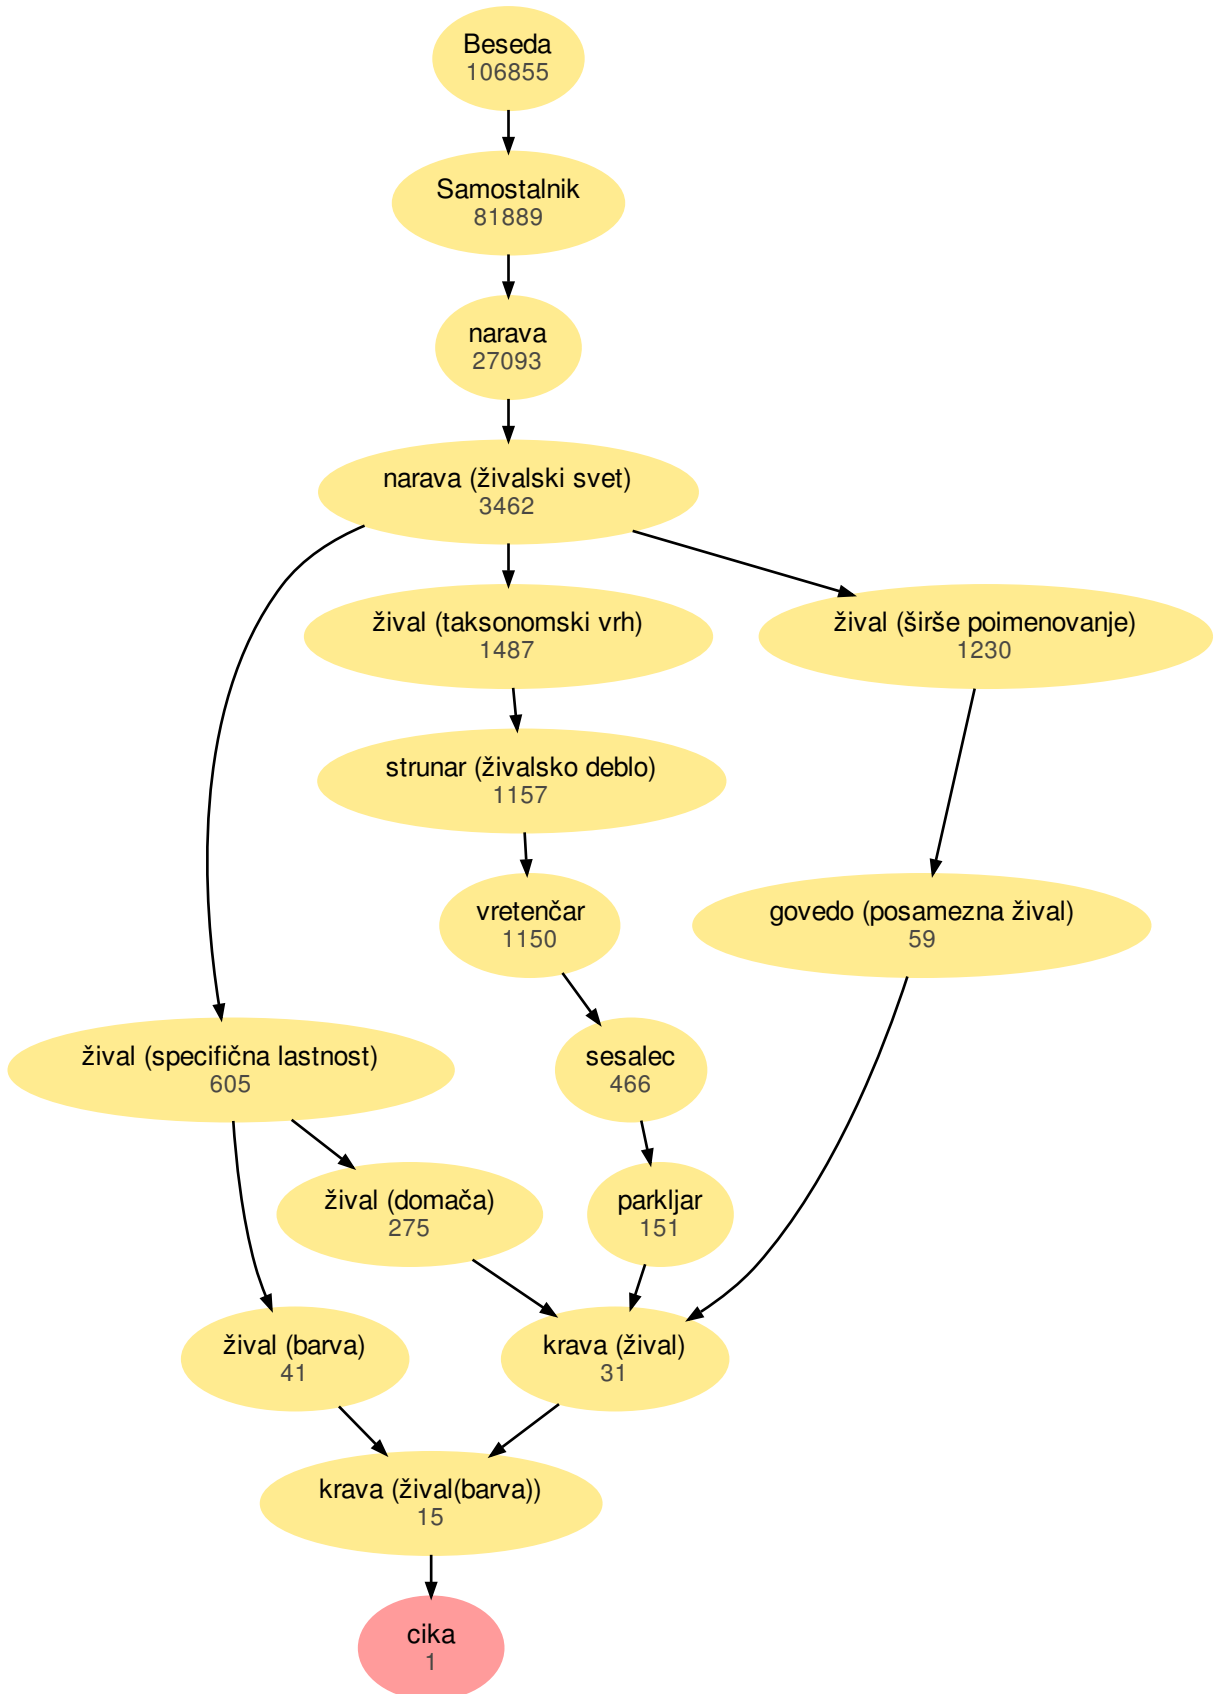 Beseda
106855
Samostalnik
81889
narava
27093
narava (živalski svet)
3462
žival (taksonomski vrh)
1487
žival (širše poimenovanje)
1230
strunar (živalsko deblo)
1157
vretenčar
1150
govedo (posamezna žival)
59
žival (specifična lastnost)
605
sesalec
466
žival (domača)
275
parkljar
151
žival (barva)
41
krava (žival)
31
krava (žival(barva))
15
cika
1